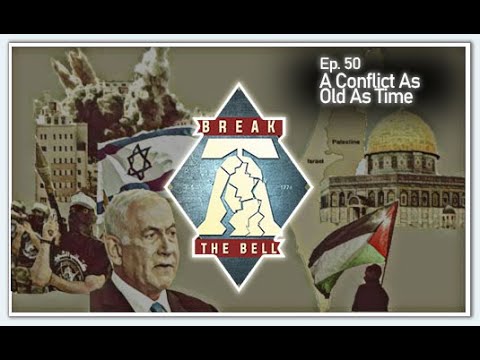 Ep. 50
A Conflict As
Old As Time
BREAK
Palestine
Israel
THE BELL